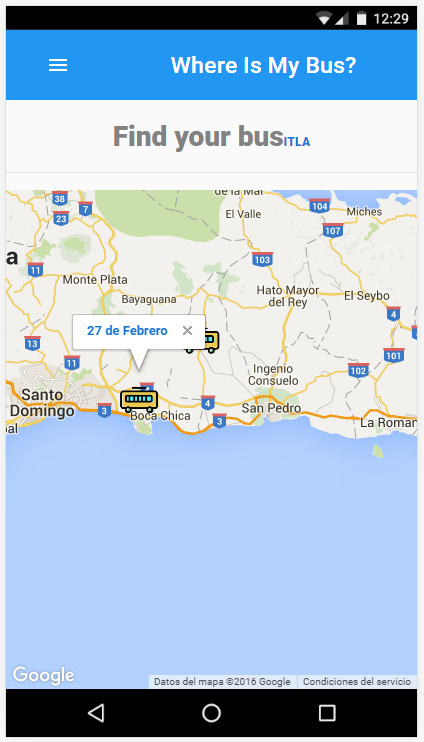 12:29
Where Is My Bus?
Find your busITLA
de la Mar
38
7
23
El Valle
104
Miches
107
a
11
103
Monte Plata
Hato Mayor
del Rey
El Seybo
Bayaguana
4
27 de Febrero ×
13
11
101
102
Ingenio
Consuelo
Santo
Domingo
4
3
Boca Chica
3
San Pedro
La Roman
pal
Google
Datos del mapa ©2016 Google
Condiciones del servicio